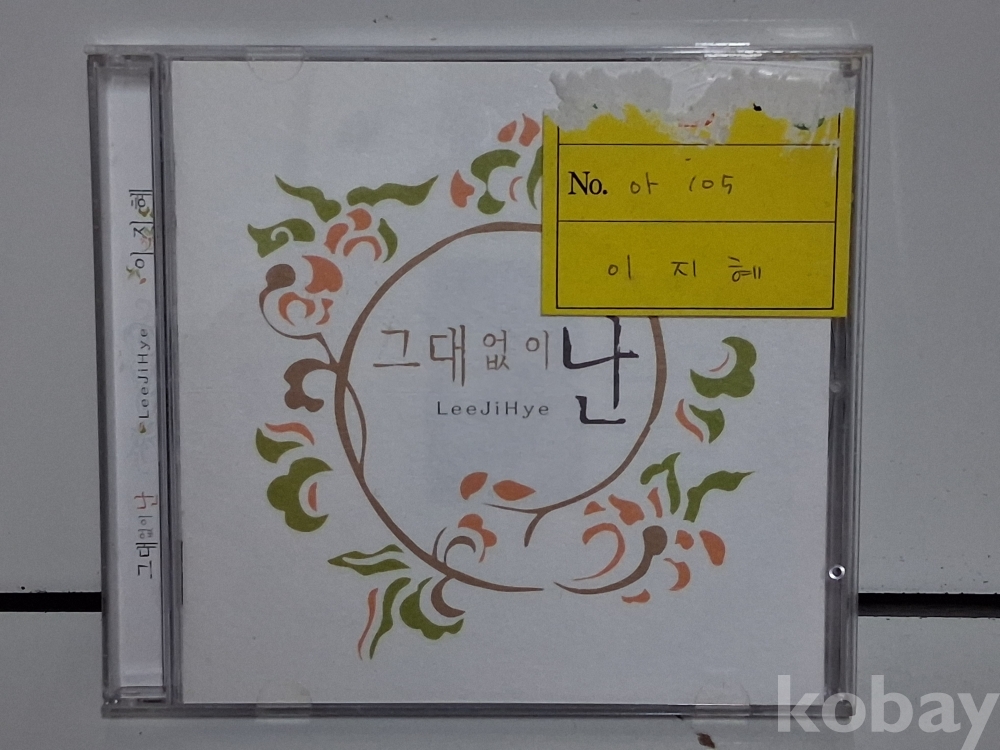 No. 아 105
이 지 혜
그대 없이 난
LeeJiHye
그대없이난 LeeJiHye 이지혜
kobay